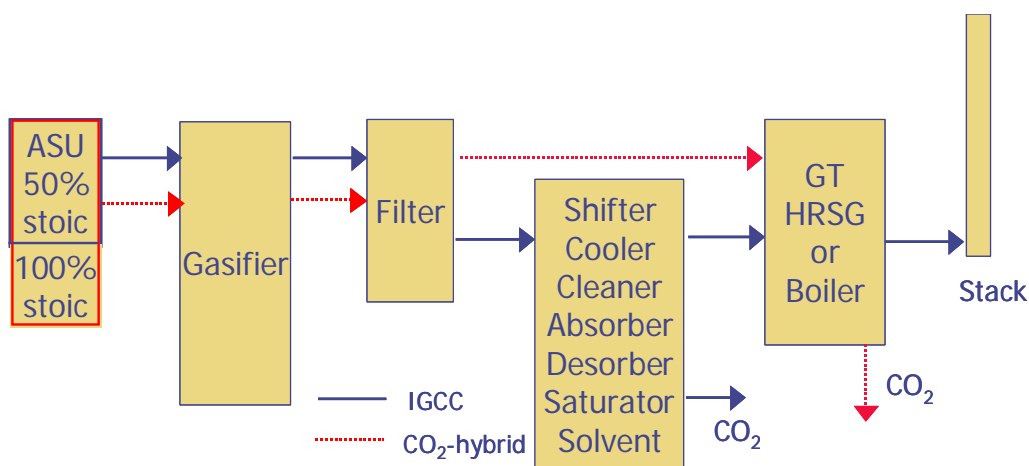 ASU
50%
stoic
100%
stoic
Gasifier
Filter
Shifter
Cooler
Cleaner
Absorber
Desorber
Saturator
Solvent
GT
HRSG
or
Boiler
Stack
CO₂
CO₂
IGCC
CO₂-hybrid